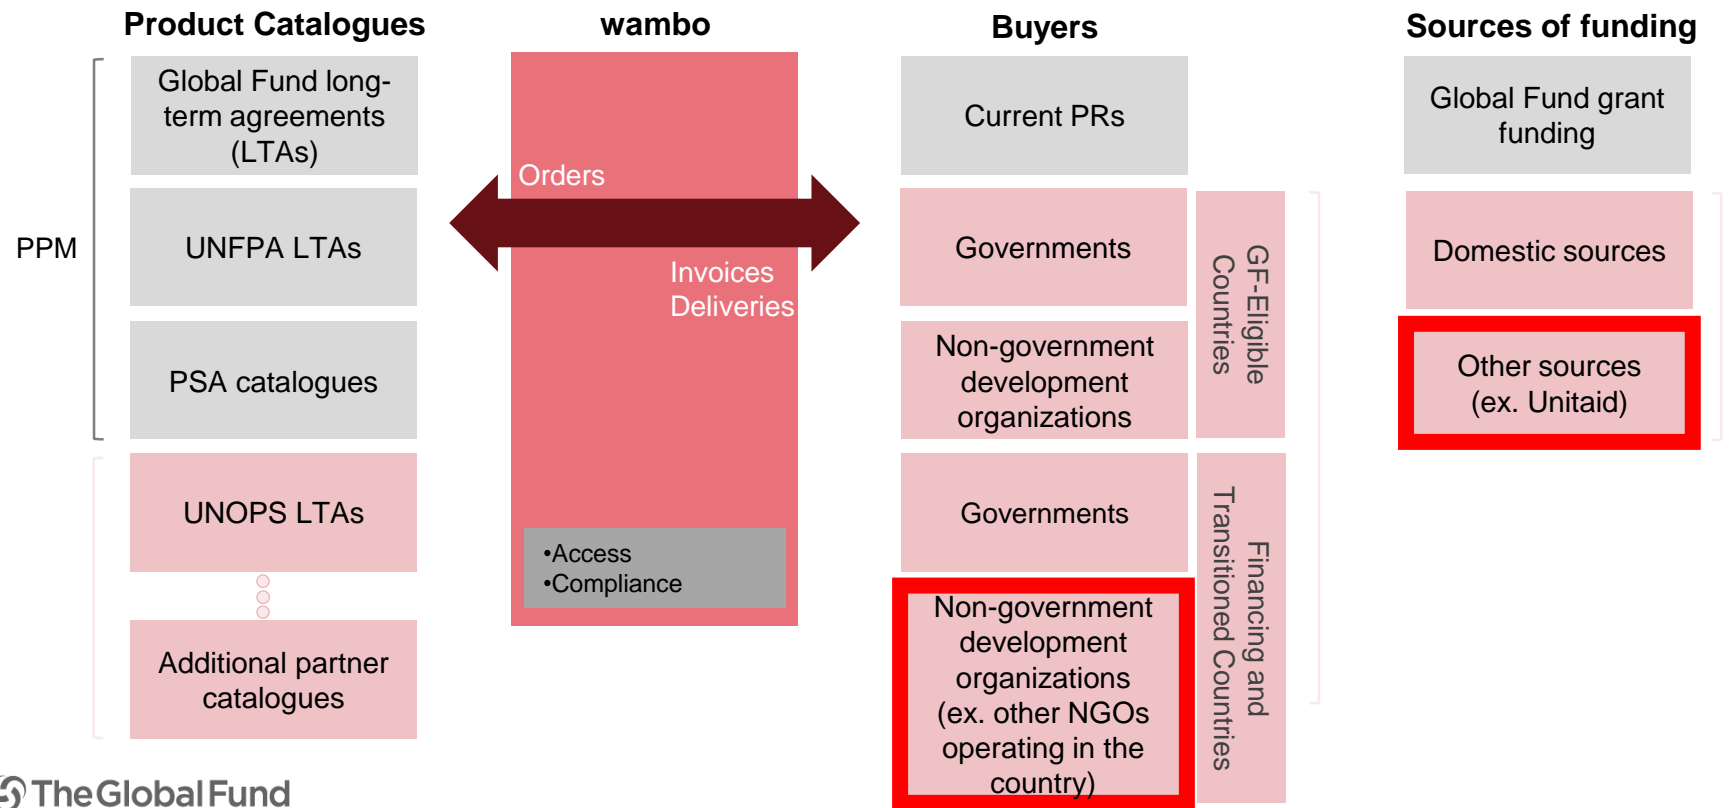 Product Catalogues
wambo
Buyers
Sources of funding
PPM
Global Fund long-
term agreements
(LTAs)
UNFPA LTAs
PSA catalogues
UNOPS LTAs
Additional partner
catalogues
Orders
Invoices
Deliveries
•Access
•Compliance
Current PRs
Governments
Non-government
development
organizations
GF-Eligible
Countries
Governments
Non-government
development
organizations
(ex. other NGOs
operating in the
country)
Financing and
Transitioned Countries
Global Fund grant
funding
Domestic sources
Other sources
(ex. Unitaid)
The Global Fund